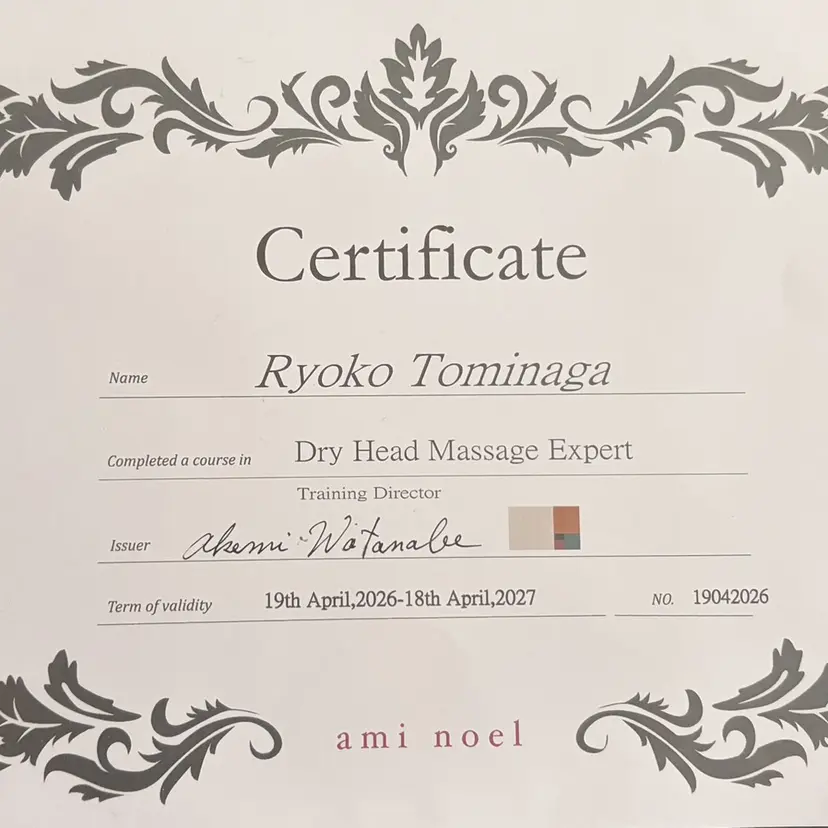 Certificate
Name Ryoko Tominaga
Completed a course in Dry Head Massage Expert
Training Director
Issuer Akemi Watanabe
Term of validity 19th April,2026-18th April,2027 NO. 19042026
ami noel